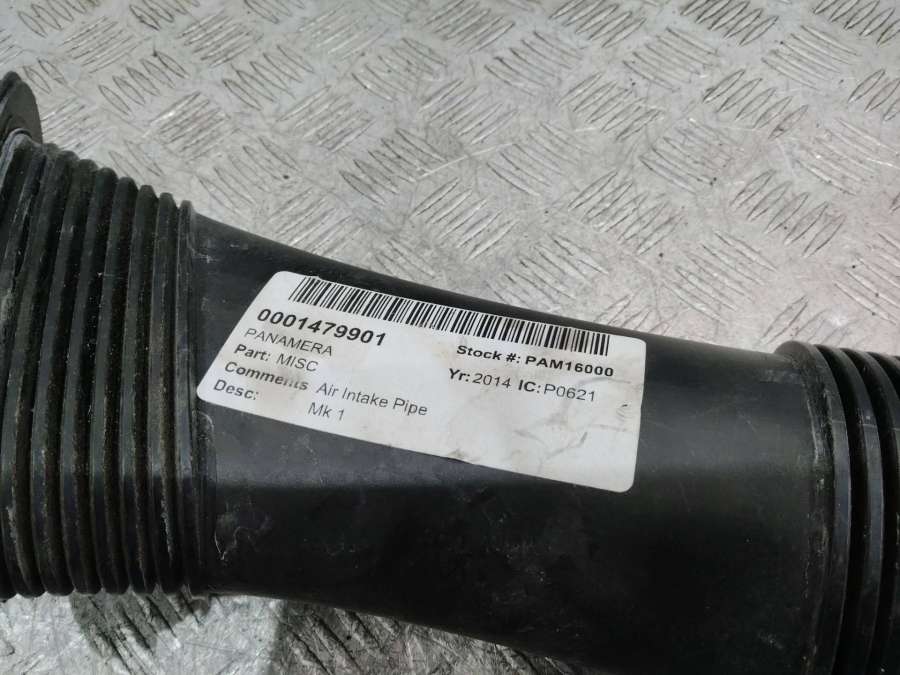 0001479901
PANAMERA
Part: MISC
Comments Air Intake Pipe
Desc: Mk 1
Stock #: PAM16000
Yr: 2014 IC: P0621